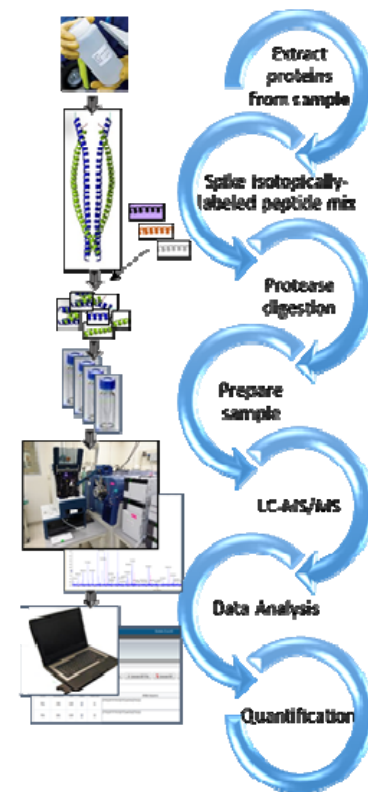 Extract
proteins
from sample
Spike isotopically-
labeled peptide mix
Protease
digestion
Prepare
sample
LC-MS/MS
Data Analysis
Quantification